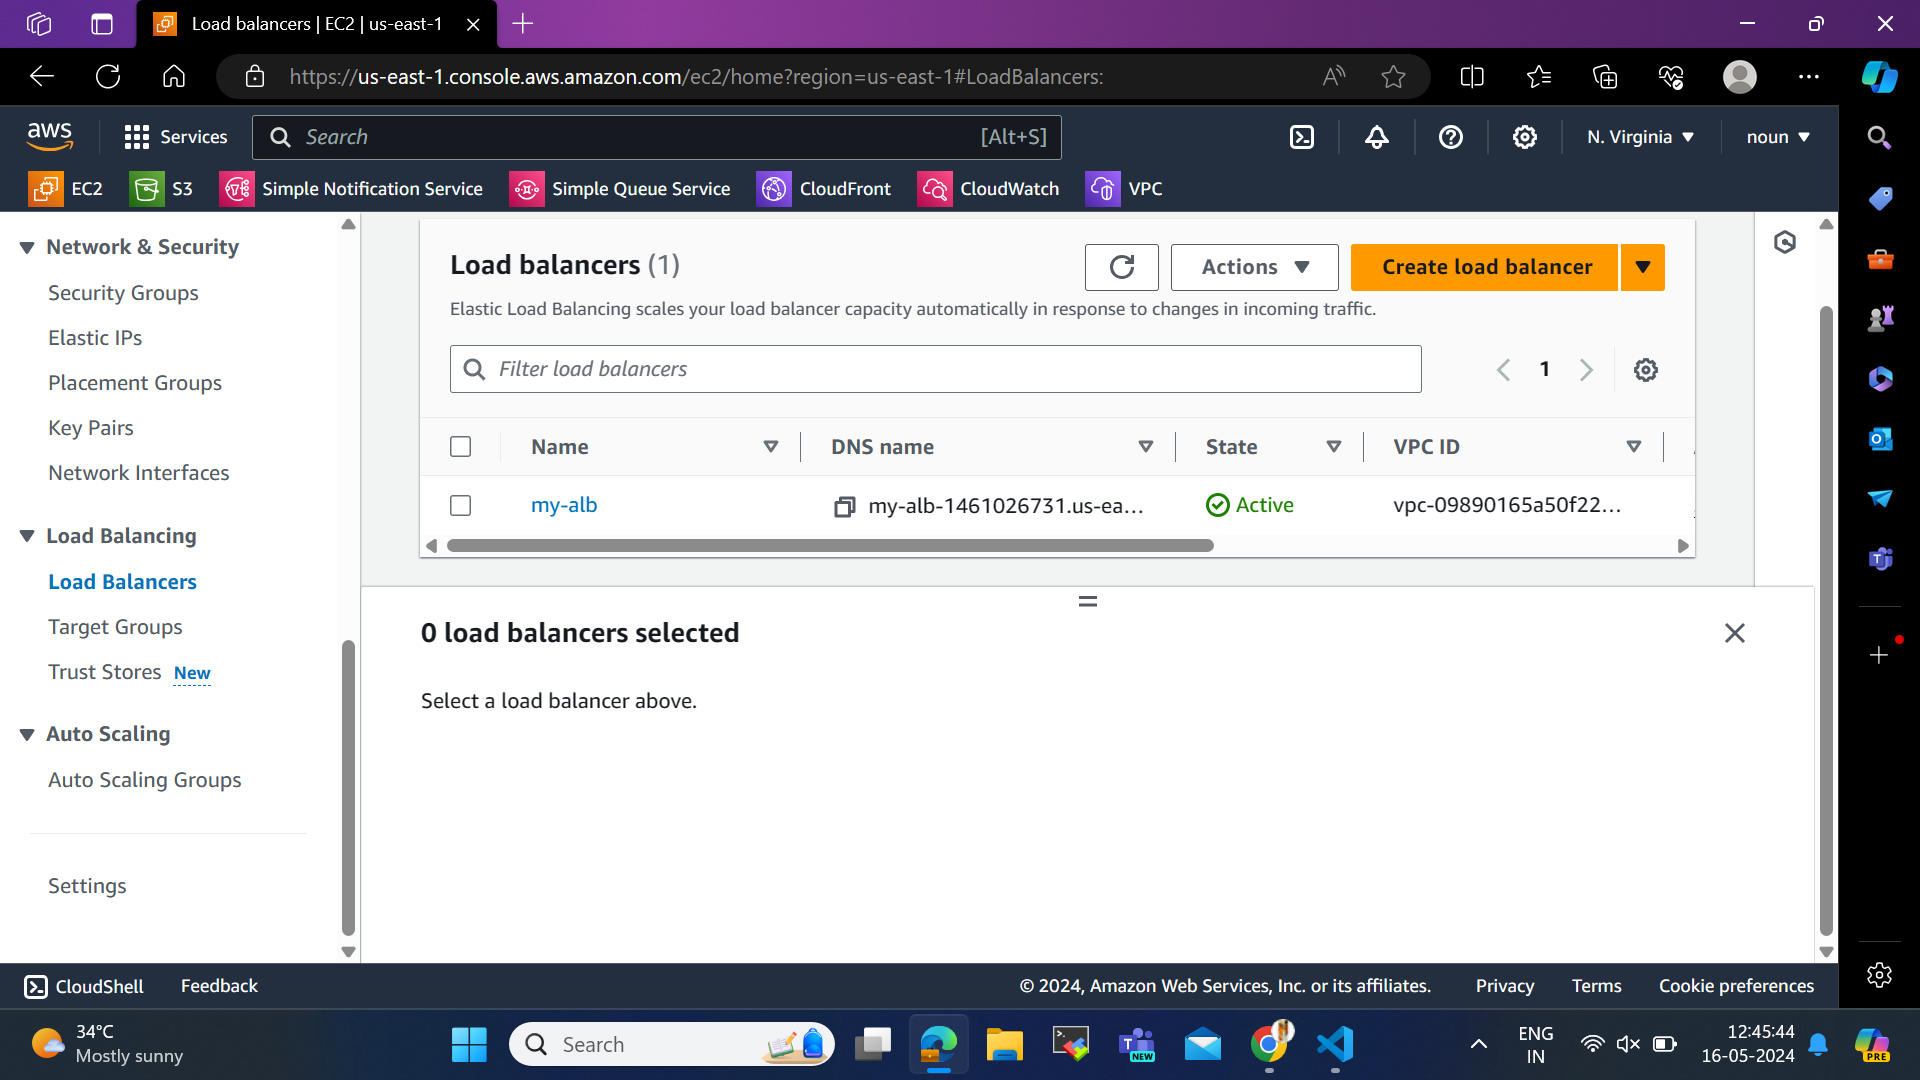 Load balancers | EC2 | us-east-1
https://us-east-1.console.aws.amazon.com/ec2/home?region=us-east-1#LoadBalancers:
aws
Services
Search
[Alt+S]
N. Virginia
noun
EC2
S3
Simple Notification Service
Simple Queue Service
CloudFront
CloudWatch
VPC
Network & Security
Security Groups
Elastic IPs
Placement Groups
Key Pairs
Network Interfaces
Load Balancing
Load Balancers
Target Groups
Trust Stores New
Auto Scaling
Auto Scaling Groups
Settings
Load balancers (1)
Actions
Create load balancer
Elastic Load Balancing scales your load balancer capacity automatically in response to changes in incoming traffic.
Filter load balancers
1
Name
DNS name
State
VPC ID
my-alb
my-alb-1461026731.us-ea…
Active
vpc-09890165a50f22…
0 load balancers selected
Select a load balancer above.
CloudShell
Feedback
© 2024, Amazon Web Services, Inc. or its affiliates.
Privacy
Terms
Cookie preferences
34°C
Mostly sunny
Search
NEW
ENG
IN
12:45:44
16-05-2024
PRE